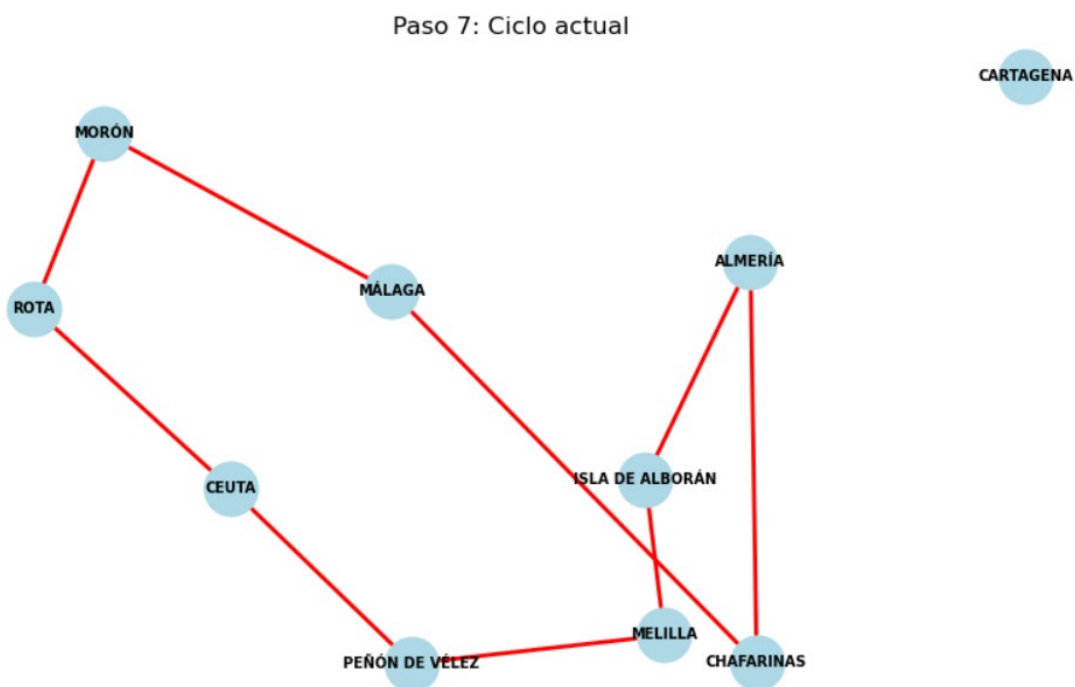 Paso 7: Ciclo actual
CARTAGENA
MORÓN
ALMERÍA
MÁLAGA
ROTA
ISLA DE ALBORÁN
CEUTA
MELILLA
PEÑÓN DE VÉLEZ
CHAFARINAS